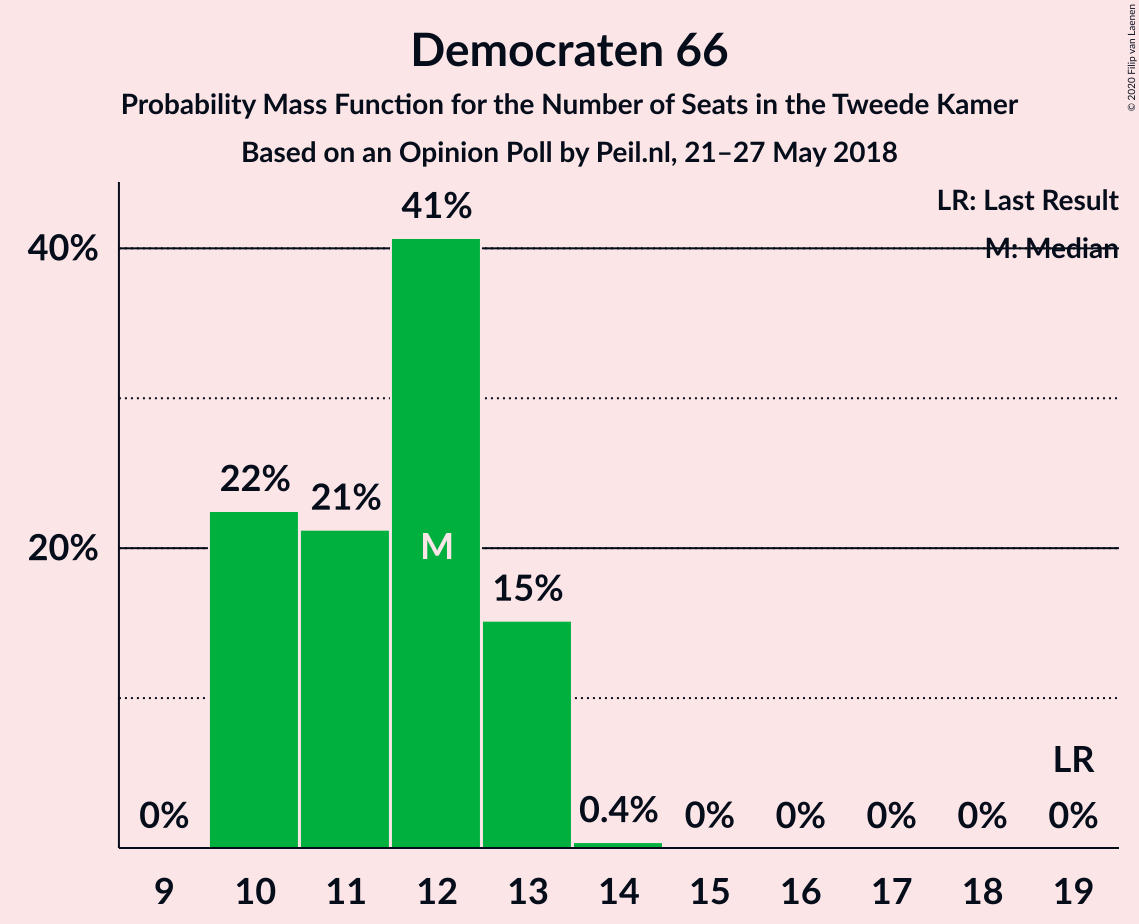 Democraten 66
Probability Mass Function for the Number of Seats in the Tweede Kamer
Based on an Opinion Poll by Peil.nl, 21–27 May 2018
© 2020 Filip van Laenen
LR: Last Result
M: Median
40%
20%
0%
22%
21%
41%
M
15%
0.4%
0%
0%
0%
0%
LR
0%
9 10 11 12 13 14 15 16 17 18 19